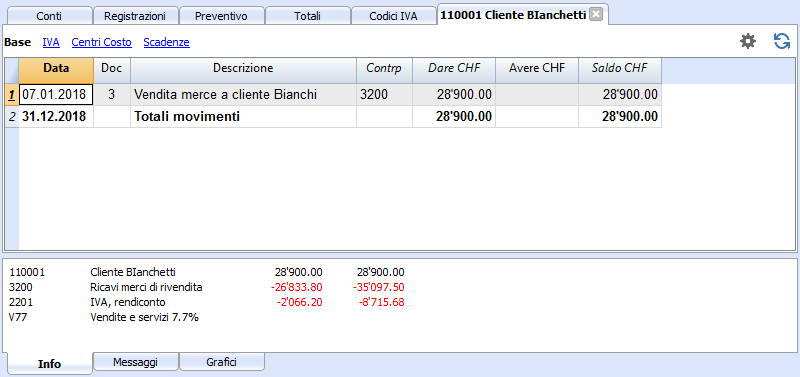 Conti Registrazioni Preventivo Totali Codici IVA 110001 Cliente BIanchetti
Base IVA Centri Costo Scadenze
Data Doc Descrizione Contrp Dare CHF Avere CHF Saldo CHF
1 07.01.2018 3 Vendita merce a cliente Bianchi 3200 28'900.00 28'900.00
2 31.12.2018 Totali movimenti 28'900.00 28'900.00
110001 Cliente BIanchetti 28'900.00 28'900.00
3200 Ricavi merci di rivendita -26'833.80 -35'097.50
2201 IVA, rendiconto -2'066.20 -8'715.68
V77 Vendite e servizi 7.7%
Info Messaggi Grafici